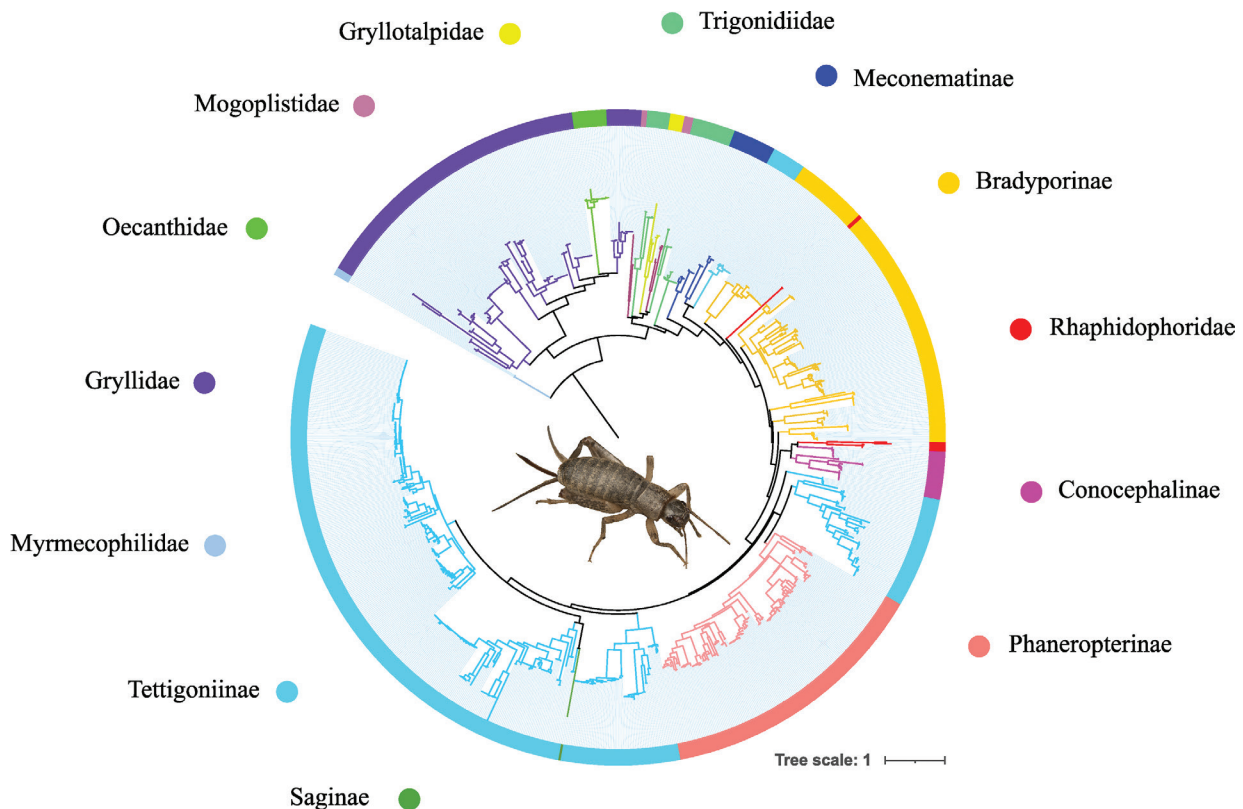 Gryllotalpidae
Trigonidiidae
Mogoplistidae
Meconematinae
Bradyporinae
Oecanthidae
Rhaphidophoridae
Gryllidae
Conocephalinae
Myrmecophilidae
Phaneropterinae
Tettigoniinae
Tree scale: 1
Saginae